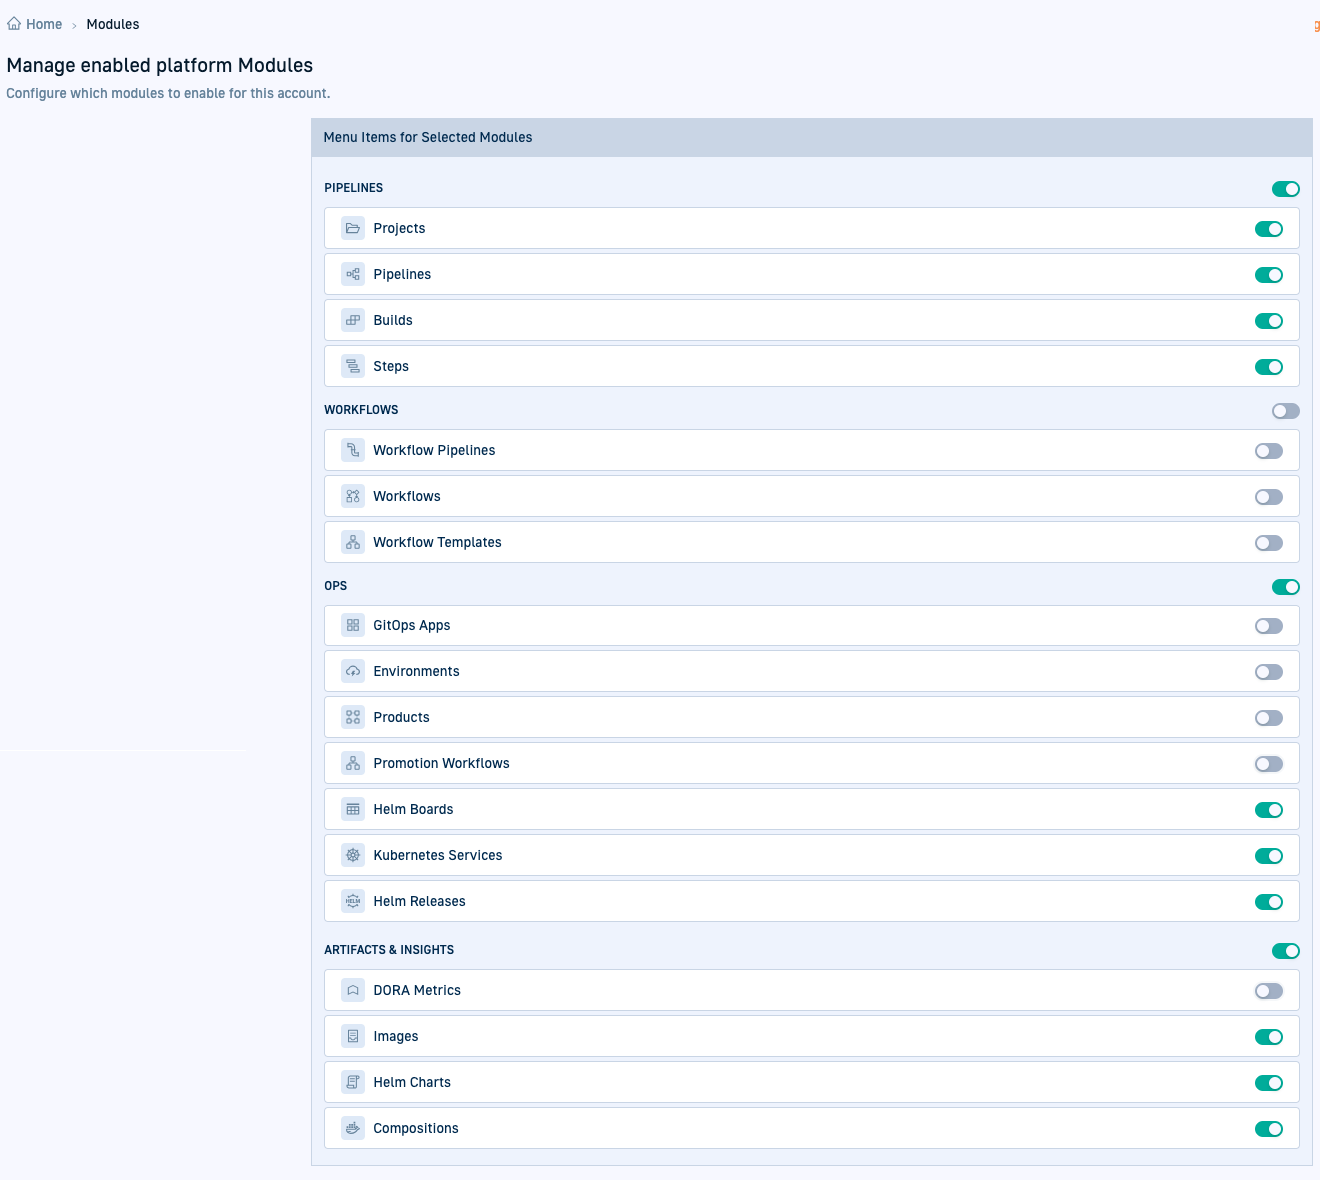 Home > Modules
Manage enabled platform Modules
Configure which modules to enable for this account.
Menu Items for Selected Modules
PIPELINES
Projects
Pipelines
Builds
Steps
WORKFLOWS
Workflow Pipelines
Workflows
Workflow Templates
OPS
GitOps Apps
Environments
Products
Promotion Workflows
Helm Boards
Kubernetes Services
HELM Helm Releases
ARTIFACTS & INSIGHTS
DORA Metrics
Images
Helm Charts
Compositions